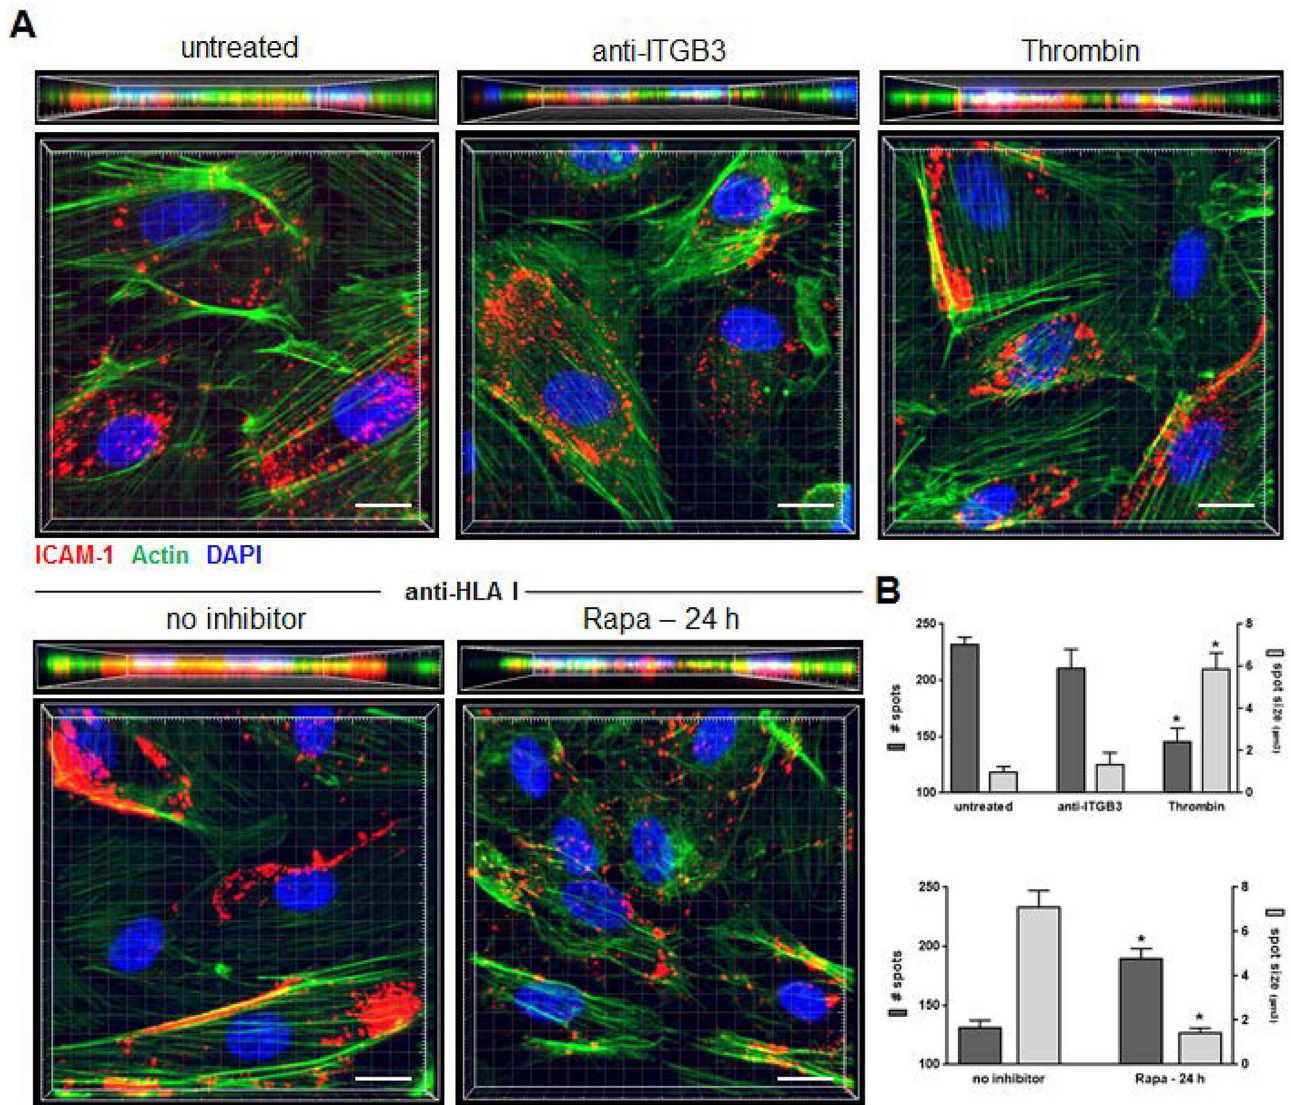 A
untreated
anti-ITGB3
Thrombin
ICAM-1 Actin DAPI
anti-HLA I
no inhibitor
Rapa – 24 h
B
250
200
150
100
# spots
8
6
4
2
0
spot size (µm3)
untreated
anti-ITGB3
Thrombin
*
*
250
200
150
100
# spots
8
6
4
2
0
spot size (µm3)
no inhibitor
Rapa - 24 h
*
*